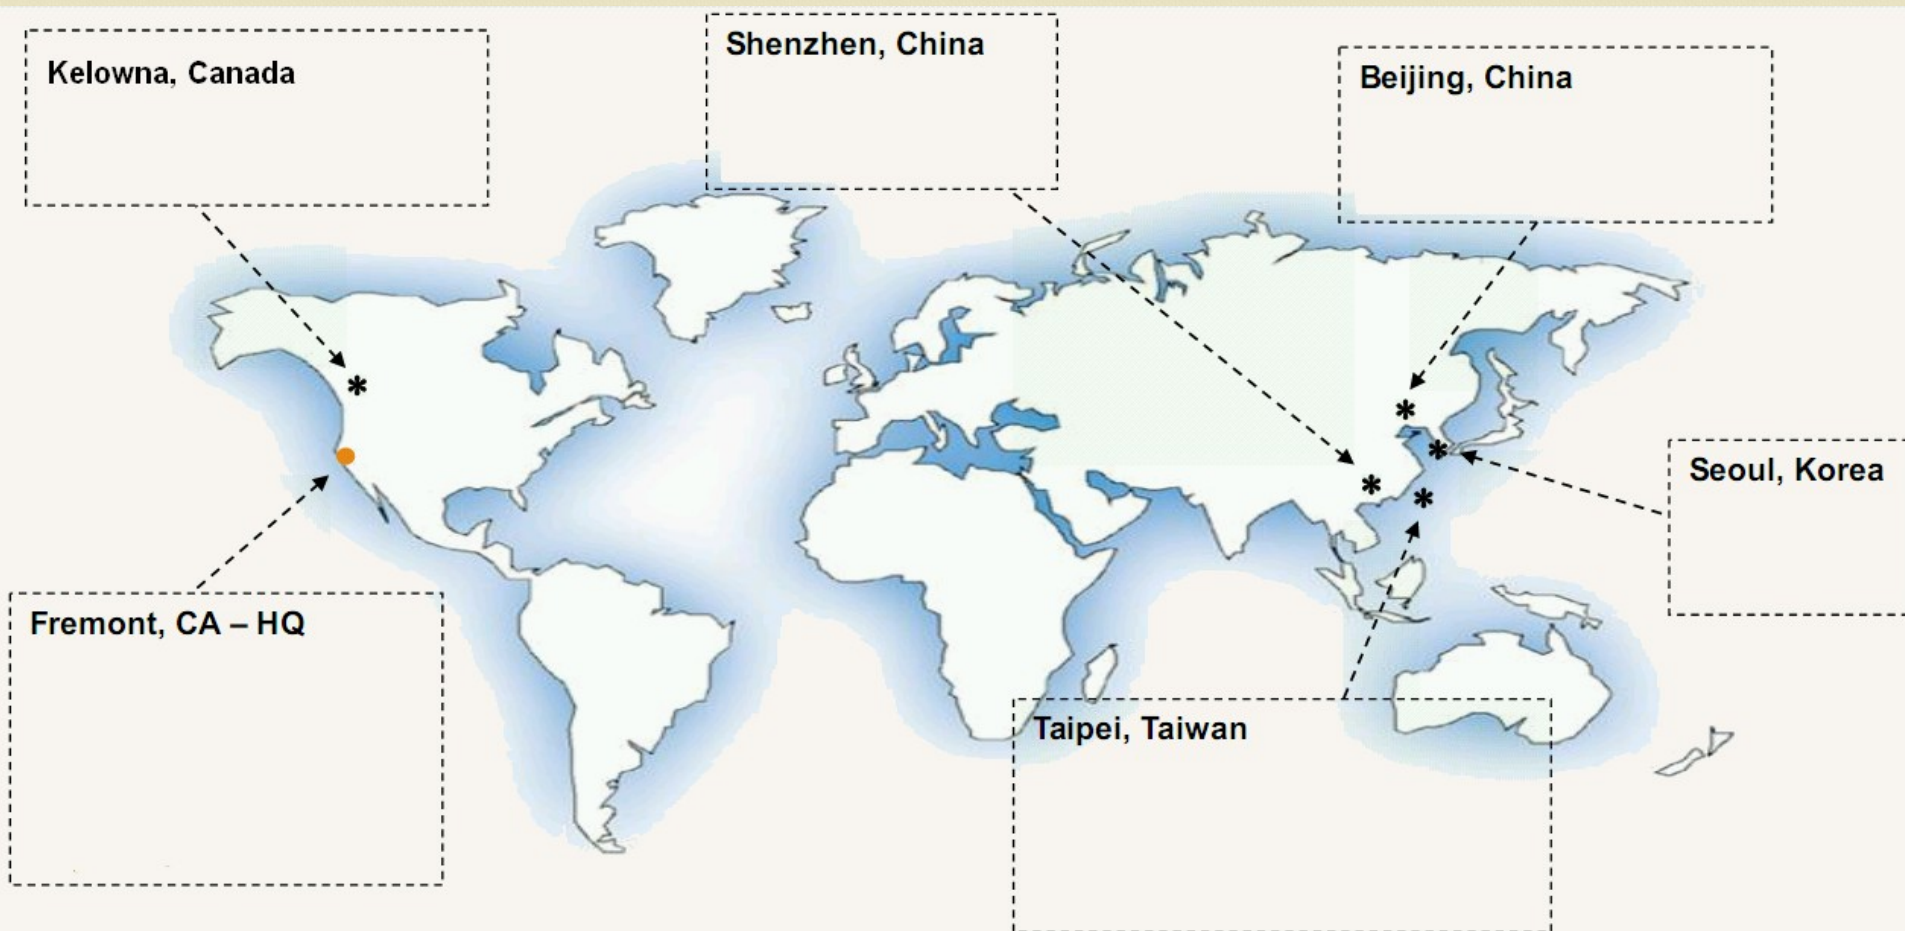 Kelowna, Canada
Shenzhen, China
Beijing, China
Seoul, Korea
Fremont, CA – HQ
Taipei, Taiwan